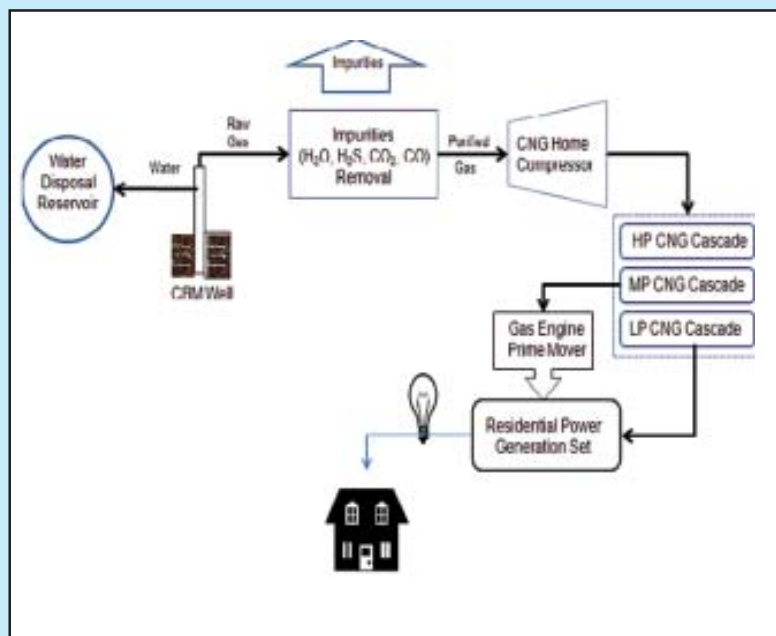 Impurities
Raw
Gas
Impurities
(H₂O, H₂S, CO₂, CO)
Removal
Purified
Gas
CNG Home
Compressor
Water
Disposal
Reservoir
Water
CBM Well
HP CNG Cascade
MP CNG Cascade
LP CNG Cascade
Gas Engine
Prime Mover
Residential Power
Generation Set